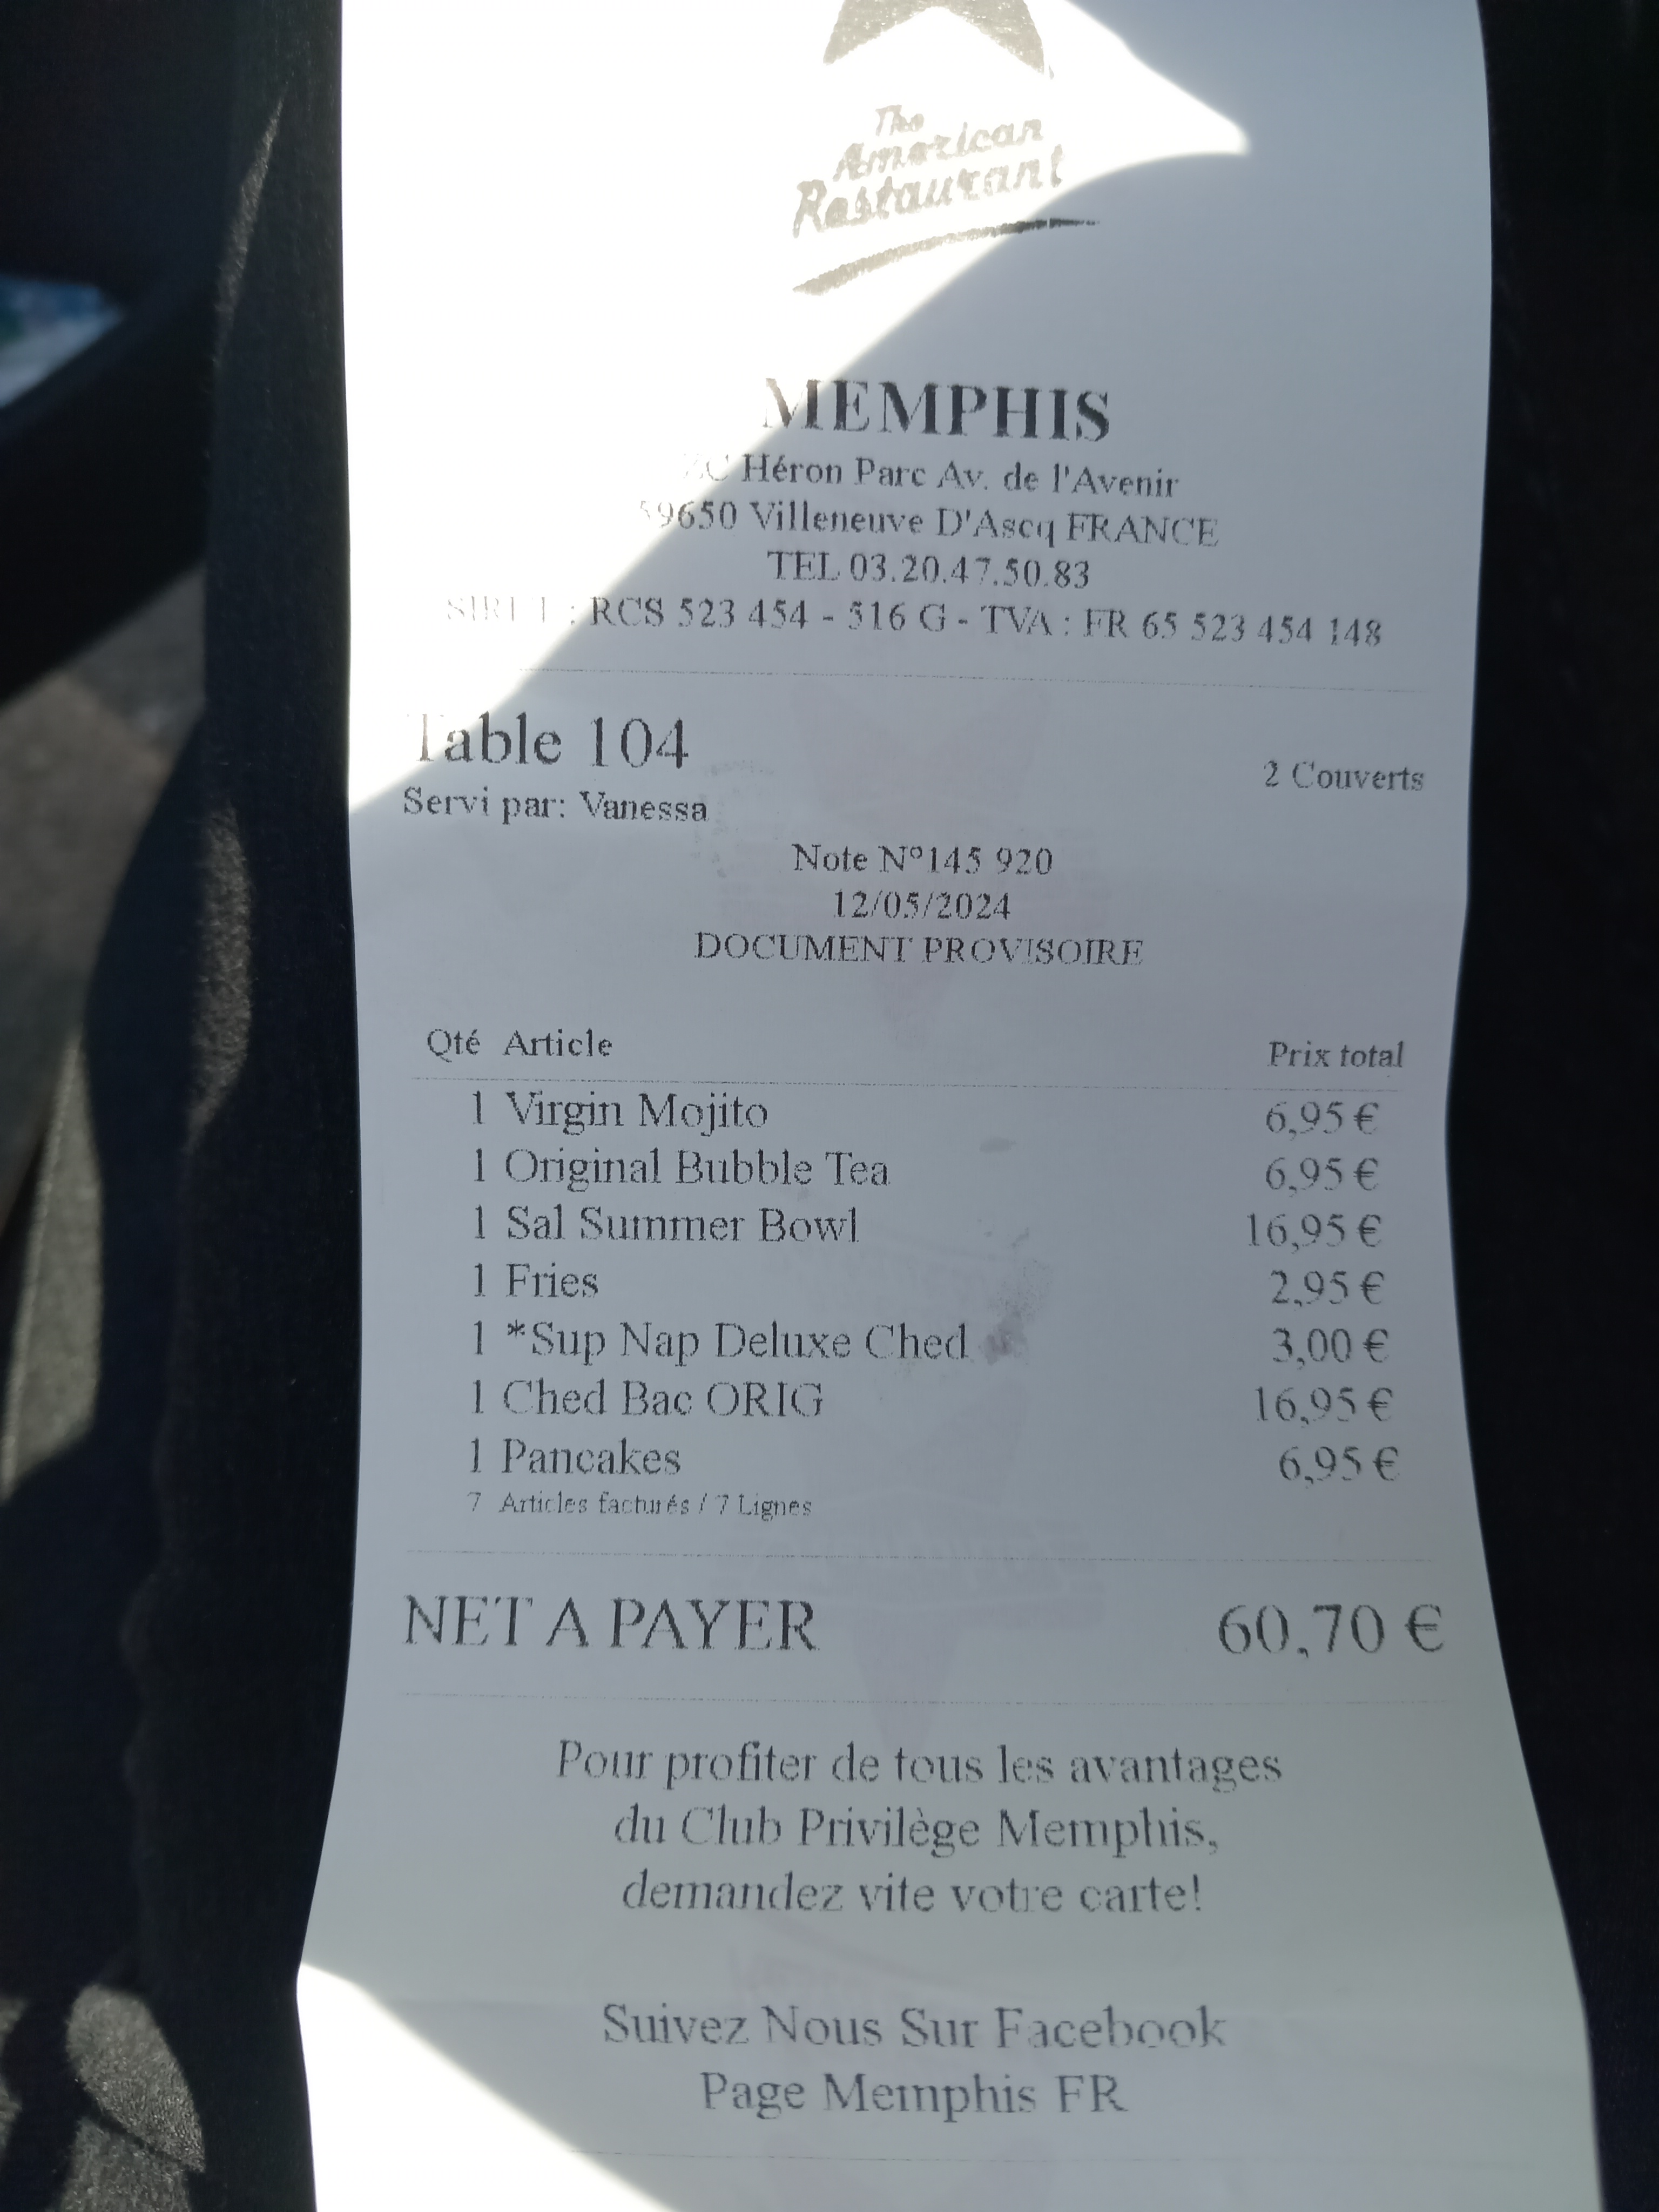 The
American
Restaurant
MEMPHIS
ZC Héron Parc Av. de l'Avenir
59650 Villeneuve D'Ascq FRANCE
TEL 03.20.47.50.83
SIRET : RCS 523 454 - 516 G - TVA : FR 65 523 454 148
Table 104
2 Couverts
Servi par: Vanessa
Note N°145 920
12/05/2024
DOCUMENT PROVISOIRE
Qté Article Prix total
1 Virgin Mojito 6,95 €
1 Original Bubble Tea 6,95 €
1 Sal Summer Bowl 16,95 €
1 Fries 2,95 €
1 *Sup Nap Deluxe Ched 3,00 €
1 Ched Bac ORIG 16,95 €
1 Pancakes 6,95 €
7 Articles facturés / 7 Lignes
NET A PAYER 60,70 €
Pour profiter de tous les avantages
du Club Privilège Memphis,
demandez vite votre carte!
Suivez Nous Sur Facebook
Page Memphis FR